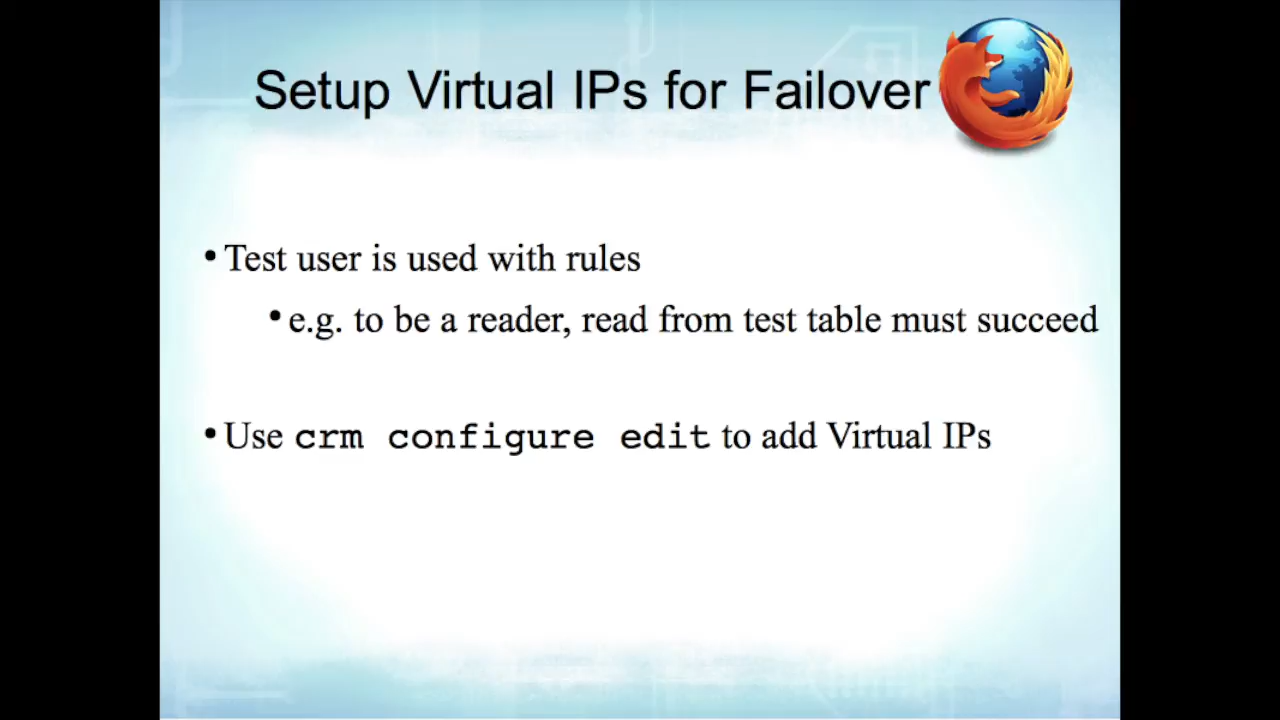 Setup Virtual IPs for Failover
• Test user is used with rules
• e.g. to be a reader, read from test table must succeed
• Use crm configure edit to add Virtual IPs